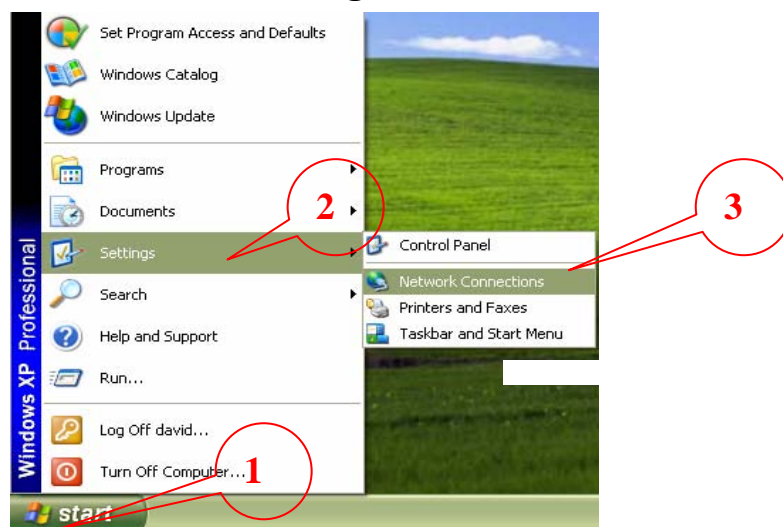 Set Program Access and Defaults
Windows Catalog
Windows Update
Programs
Documents
2
3
Settings
Control Panel
Network Connections
Search
Printers and Faxes
Help and Support
Taskbar and Start Menu
Run...
Log Off david...
Turn Off Computer...
1
Windows XP Professional
start